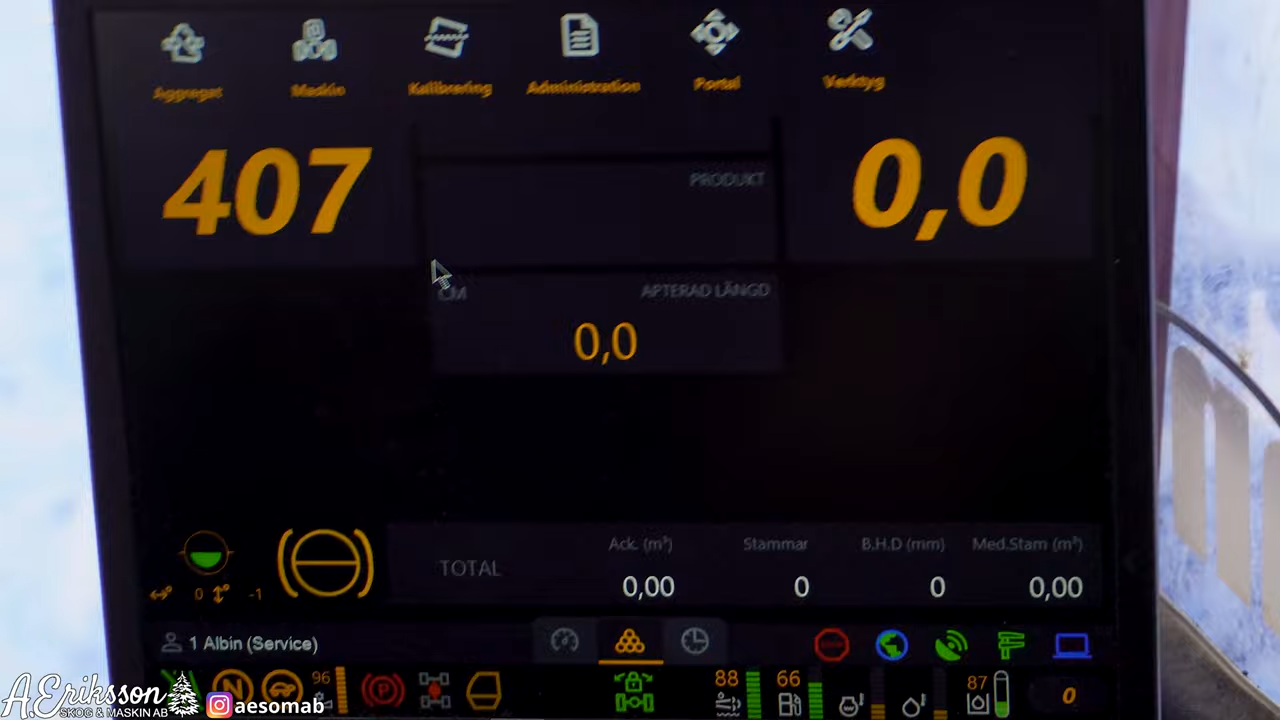 Aggregat Maskin Kalibrering Administration Portal Verktyg
407
PRODUKT
0,0
CM APTERAD LÄNGD
0,0
TOTAL
Ack. (m³) Stammar B.H.D (mm) Med.Stam (m³)
0,00 0 0 0,00
0 -1
1 Albin (Service)
96 N P 88 66 87 0
A.Eriksson
SKOG & MASKIN AB
aesomab